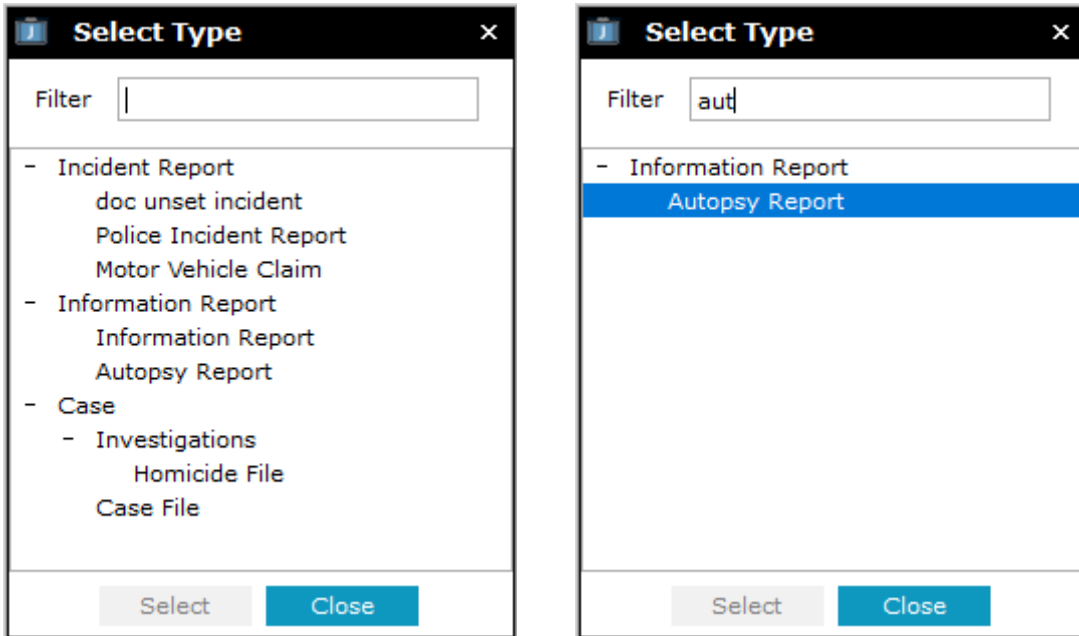 Select Type ×
Filter
- Incident Report
doc unset incident
Police Incident Report
Motor Vehicle Claim
- Information Report
Information Report
Autopsy Report
- Case
- Investigations
Homicide File
Case File
Select Close
J Select Type ×
Filter aut
- Information Report
Autopsy Report
Select Close